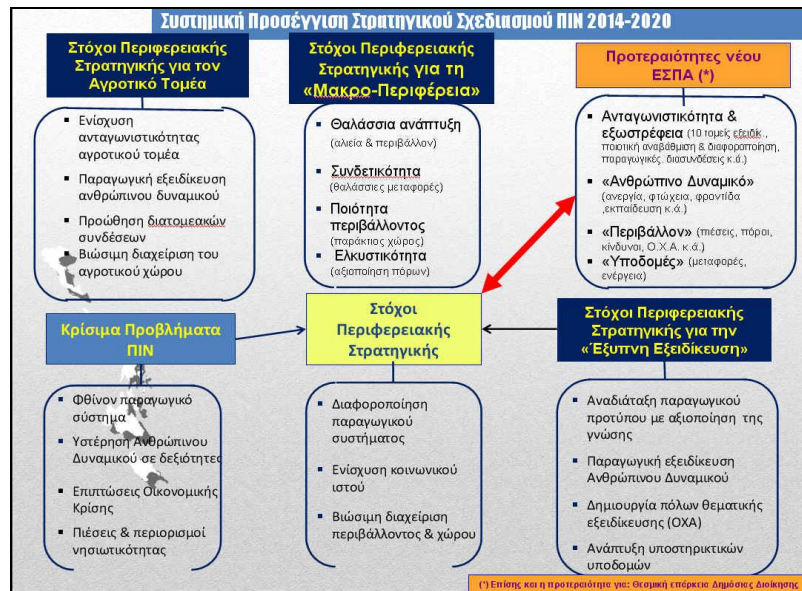 Συστημική Προσέγγιση Στρατηγικού Σχεδιασμού ΠΙΝ 2014-2020
Στόχοι Περιφερειακής
Στρατηγικής για τον
Αγροτικό Τομέα
▪ Ενίσχυση
ανταγωνιστικότητας
αγροτικού τομέα
▪ Παραγωγική εξειδίκευση
ανθρώπινου δυναμικού
▪ Προώθηση διατομεακών
συνδέσεων
▪ Βιώσιμη διαχείριση του
αγροτικού χώρου
Στόχοι Περιφερειακής
Στρατηγικής για τη
«Μακρο-Περιφέρεια»
▪ Θαλάσσια ανάπτυξη
(αλιεία & περιβάλλον)
▪ Συνδετικότητα
(θαλάσσιες μεταφορές)
▪ Ποιότητα
περιβάλλοντος
(παράκτιος χώρος)
▪ Ελκυστικότητα
(αξιοποίηση πόρων)
Προτεραιότητες νέου
ΕΣΠΑ (*)
▪ Ανταγωνιστικότητα &
εξωστρέφεια (10 τομείς εξειδίκ.,
ποιοτική αναβάθμιση & διαφοροποίηση,
παραγωγικές. διασυνδέσεις κ.ά.)
▪ «Ανθρώπινο Δυναμικό»
(ανεργία, φτώχεια, φροντίδα
,εκπαίδευση κ.ά.)
▪ «Περιβάλλον» (πιέσεις, πόροι,
κίνδυνοι, Ο.Χ.Α. κ.ά.)
▪ «Υποδομές» (μεταφορές,
ενέργεια)
Κρίσιμα Προβλήματα
ΠΙΝ
▪ Φθίνον παραγωγικό
σύστημα
▪ Υστέρηση Ανθρώπινου
Δυναμικού σε δεξιότητες
▪ Επιπτώσεις Οικονομικής
Κρίσης
▪ Πιέσεις & περιορισμοί
νησιωτικότητας
Στόχοι
Περιφερειακής
Στρατηγικής
▪ Διαφοροποίηση
παραγωγικού
συστήματος
▪ Ενίσχυση κοινωνικού
ιστού
▪ Βιώσιμη διαχείριση
περιβάλλοντος & χώρου
Στόχοι Περιφερειακής
Στρατηγικής για την
«Έξυπνη Εξειδίκευση»
▪ Αναδιάταξη παραγωγικού
προτύπου με αξιοποίηση της
γνώσης
▪ Παραγωγική εξειδίκευση
Ανθρώπινου Δυναμικού
▪ Δημιουργία πόλων θεματικής
εξειδίκευσης (ΟΧΑ)
▪ Ανάπτυξη υποστηρικτικών
υποδομών
(*) Επίσης και η προτεραιότητα για: Θεσμική επάρκεια Δημόσιας Διοίκησης